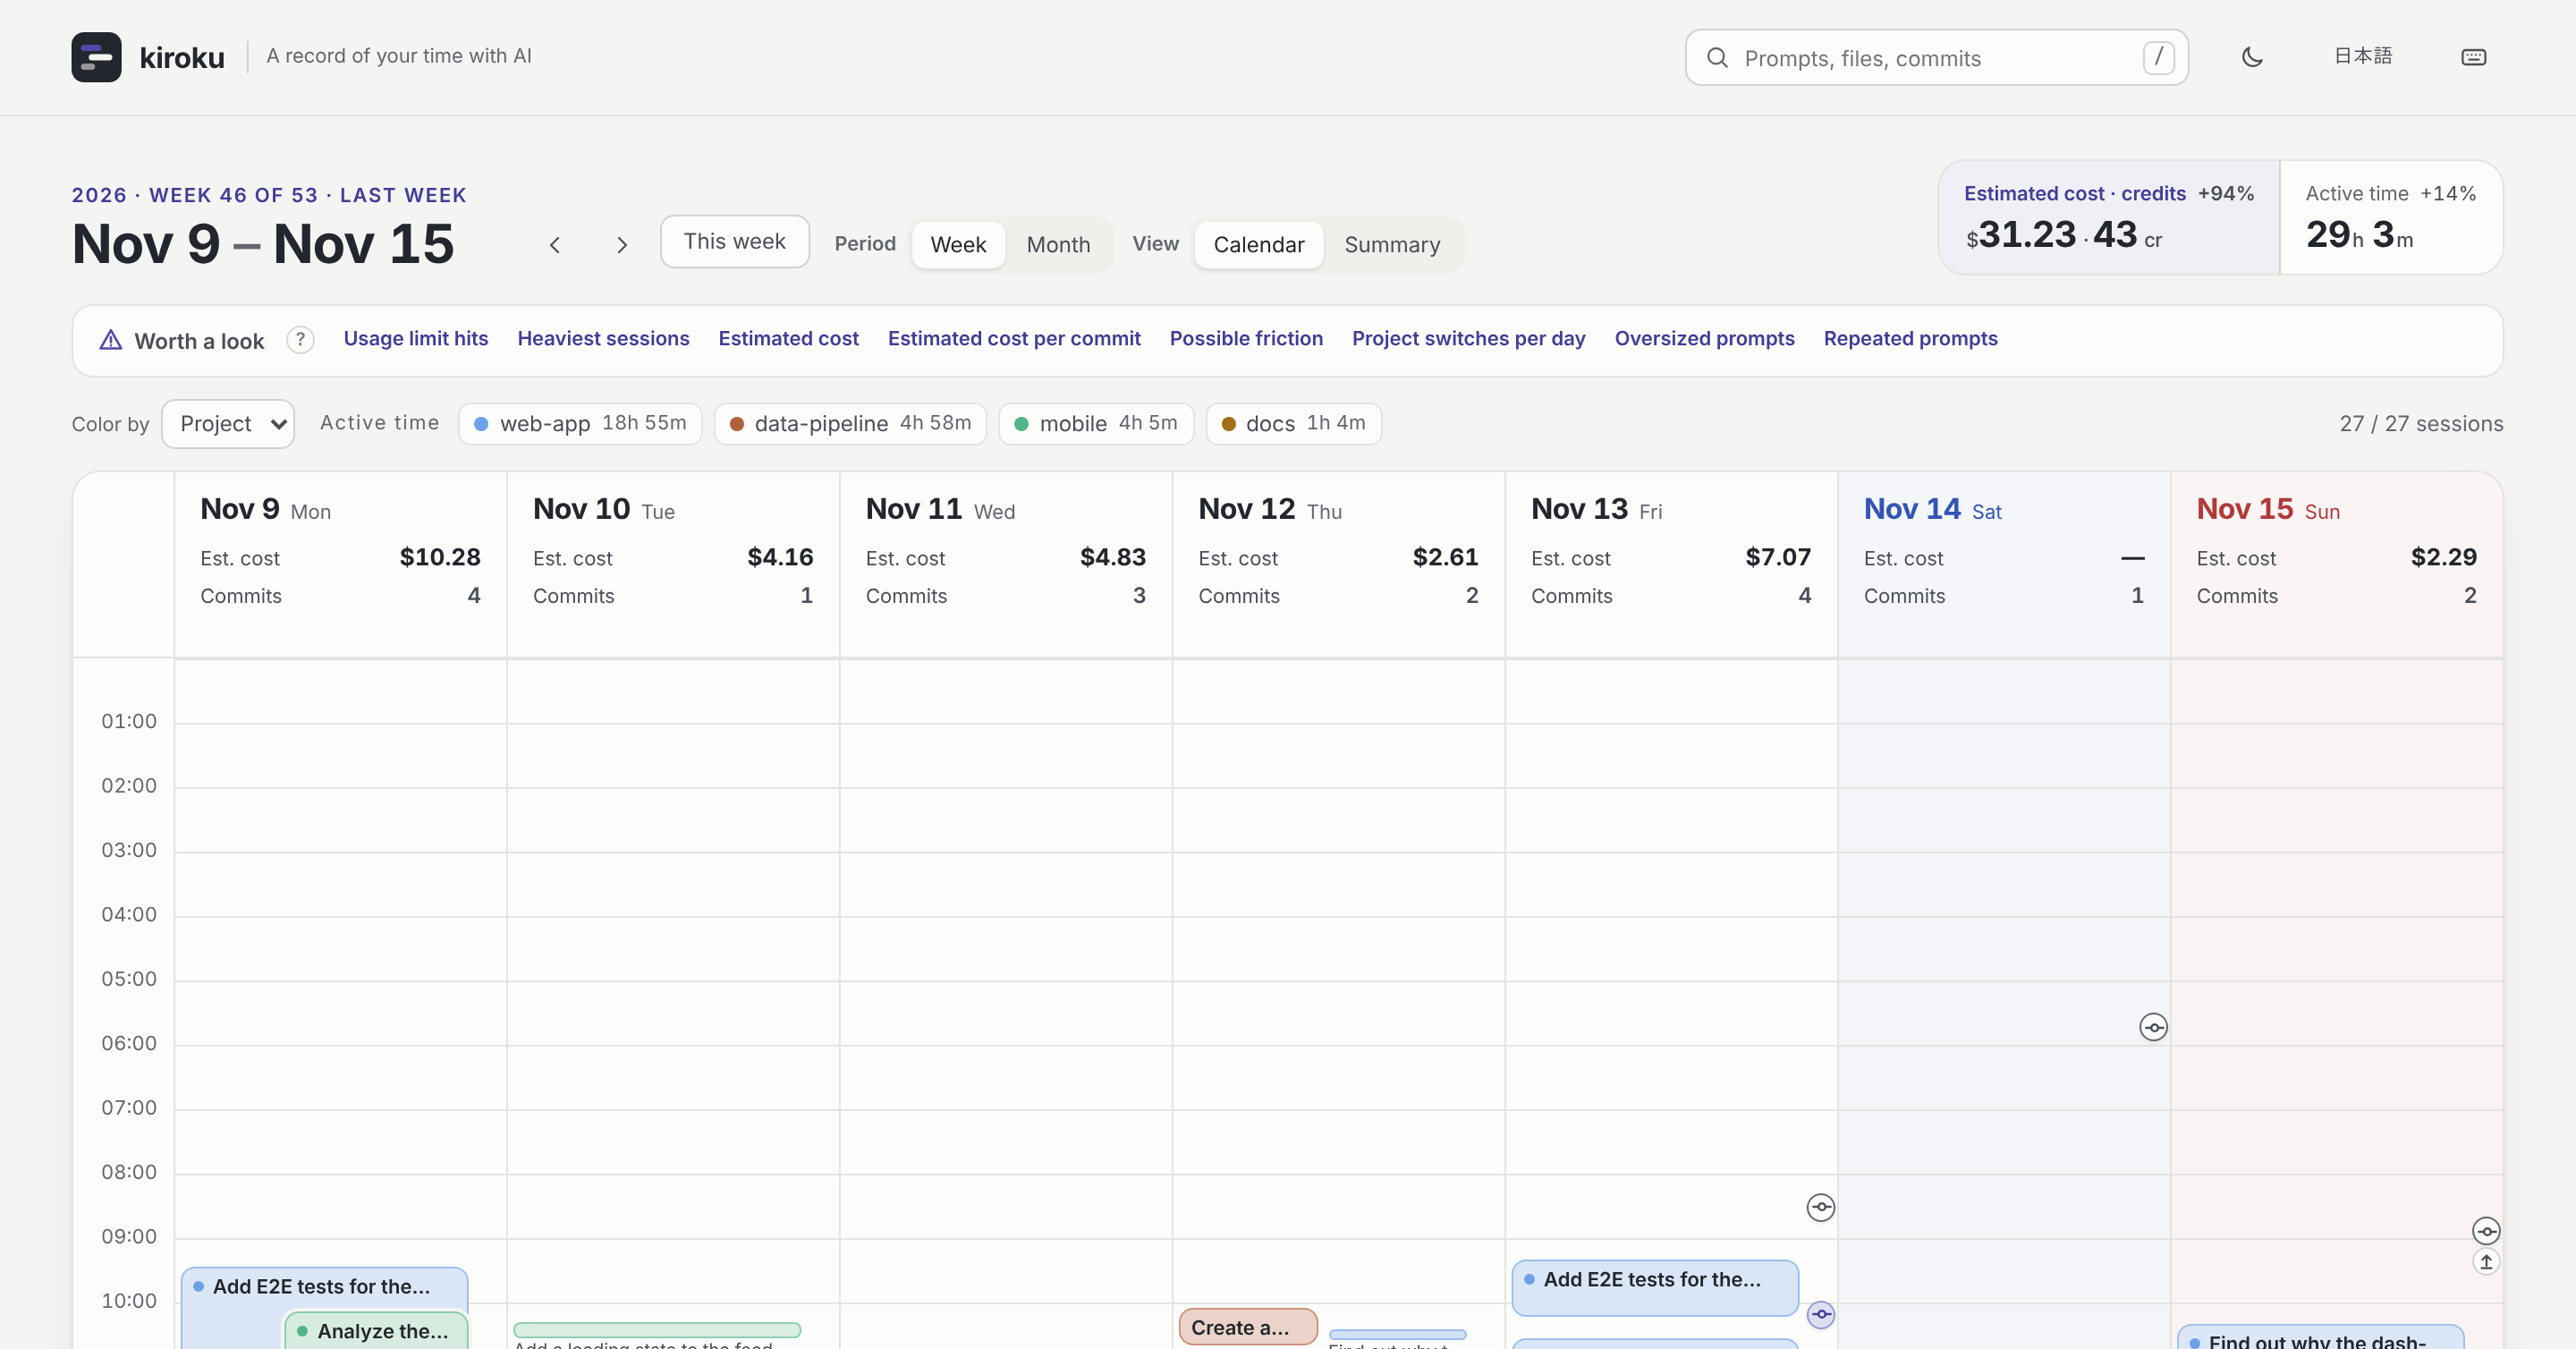 kiroku
A record of your time with AI
Prompts, files, commits
/
日本語
2026 · WEEK 46 OF 53 · LAST WEEK
Nov 9 – Nov 15
This week
Period
Week
Month
View
Calendar
Summary
Estimated cost · credits +94%
$31.23 · 43 cr
Active time +14%
29h 3m
Worth a look
?
Usage limit hits
Heaviest sessions
Estimated cost
Estimated cost per commit
Possible friction
Project switches per day
Oversized prompts
Repeated prompts
Color by
Project
Active time
web-app 18h 55m
data-pipeline 4h 58m
mobile 4h 5m
docs 1h 4m
27 / 27 sessions
Nov 9 Mon
Est. cost $10.28
Commits 4
Nov 10 Tue
Est. cost $4.16
Commits 1
Nov 11 Wed
Est. cost $4.83
Commits 3
Nov 12 Thu
Est. cost $2.61
Commits 2
Nov 13 Fri
Est. cost $7.07
Commits 4
Nov 14 Sat
Est. cost —
Commits 1
Nov 15 Sun
Est. cost $2.29
Commits 2
01:00
02:00
03:00
04:00
05:00
06:00
07:00
08:00
09:00
10:00
Add E2E tests for the...
Analyze the...
Add a loading state to the feed
Create a...
Find out why t
Add E2E tests for the...
Find out why the dash-